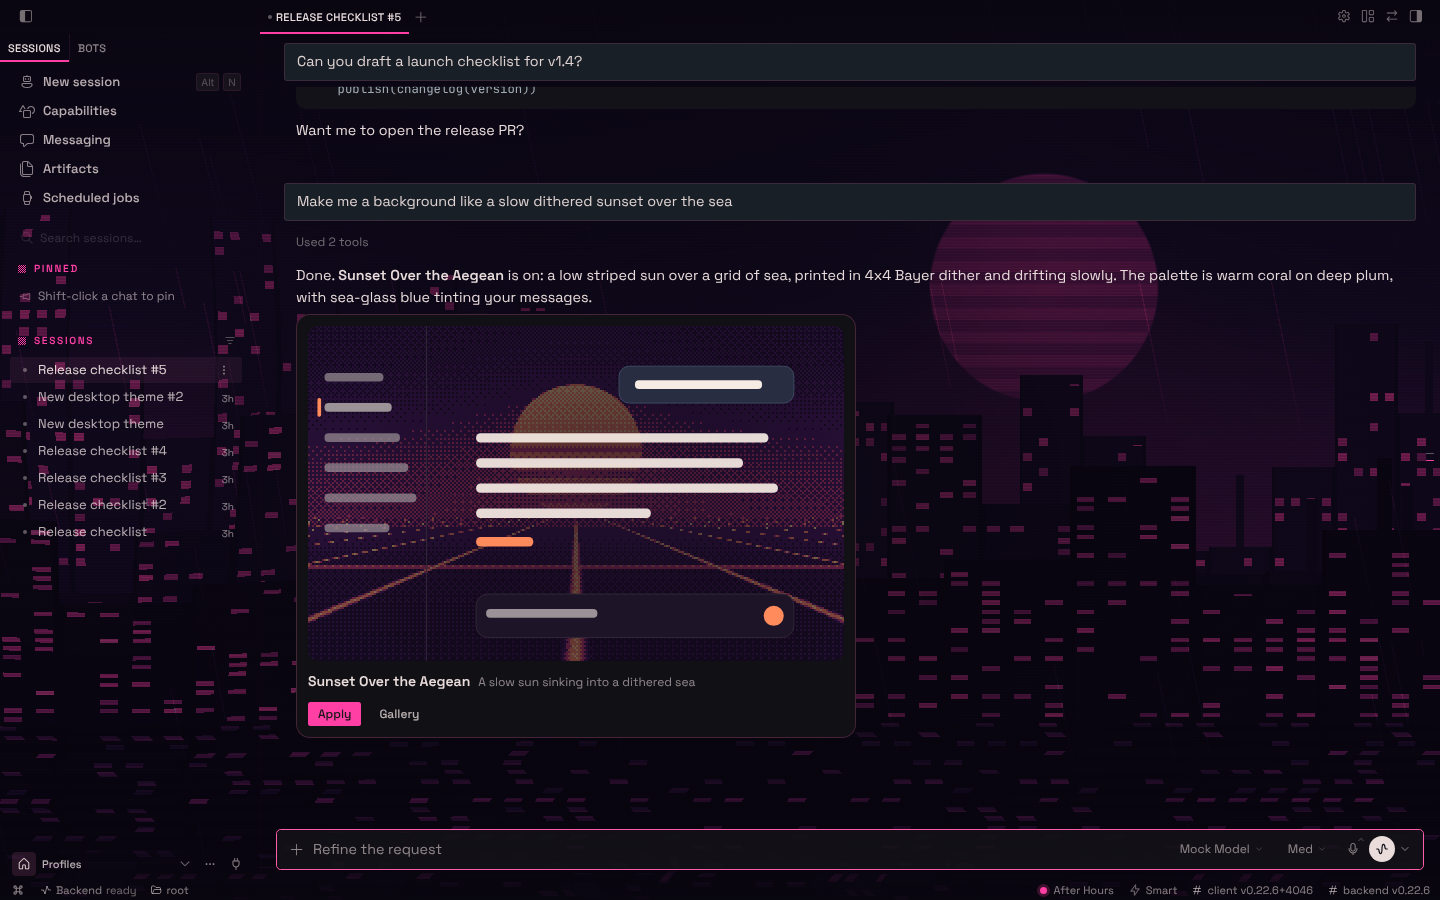 RELEASE CHECKLIST #5
SESSIONS
BOTS
New session
Alt
N
Capabilities
Messaging
Artifacts
Scheduled jobs
Search sessions...
PINNED
Shift-click a chat to pin
SESSIONS
Release checklist #5
New desktop theme #2
3h
New desktop theme
3h
Release checklist #4
3h
Release checklist #3
3h
Release checklist #2
3h
Release checklist
3h
Profiles
Can you draft a launch checklist for v1.4?
publish(changelog(version))
Want me to open the release PR?
Make me a background like a slow dithered sunset over the sea
Used 2 tools
Done. Sunset Over the Aegean is on: a low striped sun over a grid of sea, printed in 4x4 Bayer dither and drifting slowly. The palette is warm coral on deep plum,
with sea-glass blue tinting your messages.
Sunset Over the Aegean A slow sun sinking into a dithered sea
Apply
Gallery
Refine the request
Mock Model
Med
Backend ready
root
After Hours
Smart
client v0.22.6+4046
backend v0.22.6